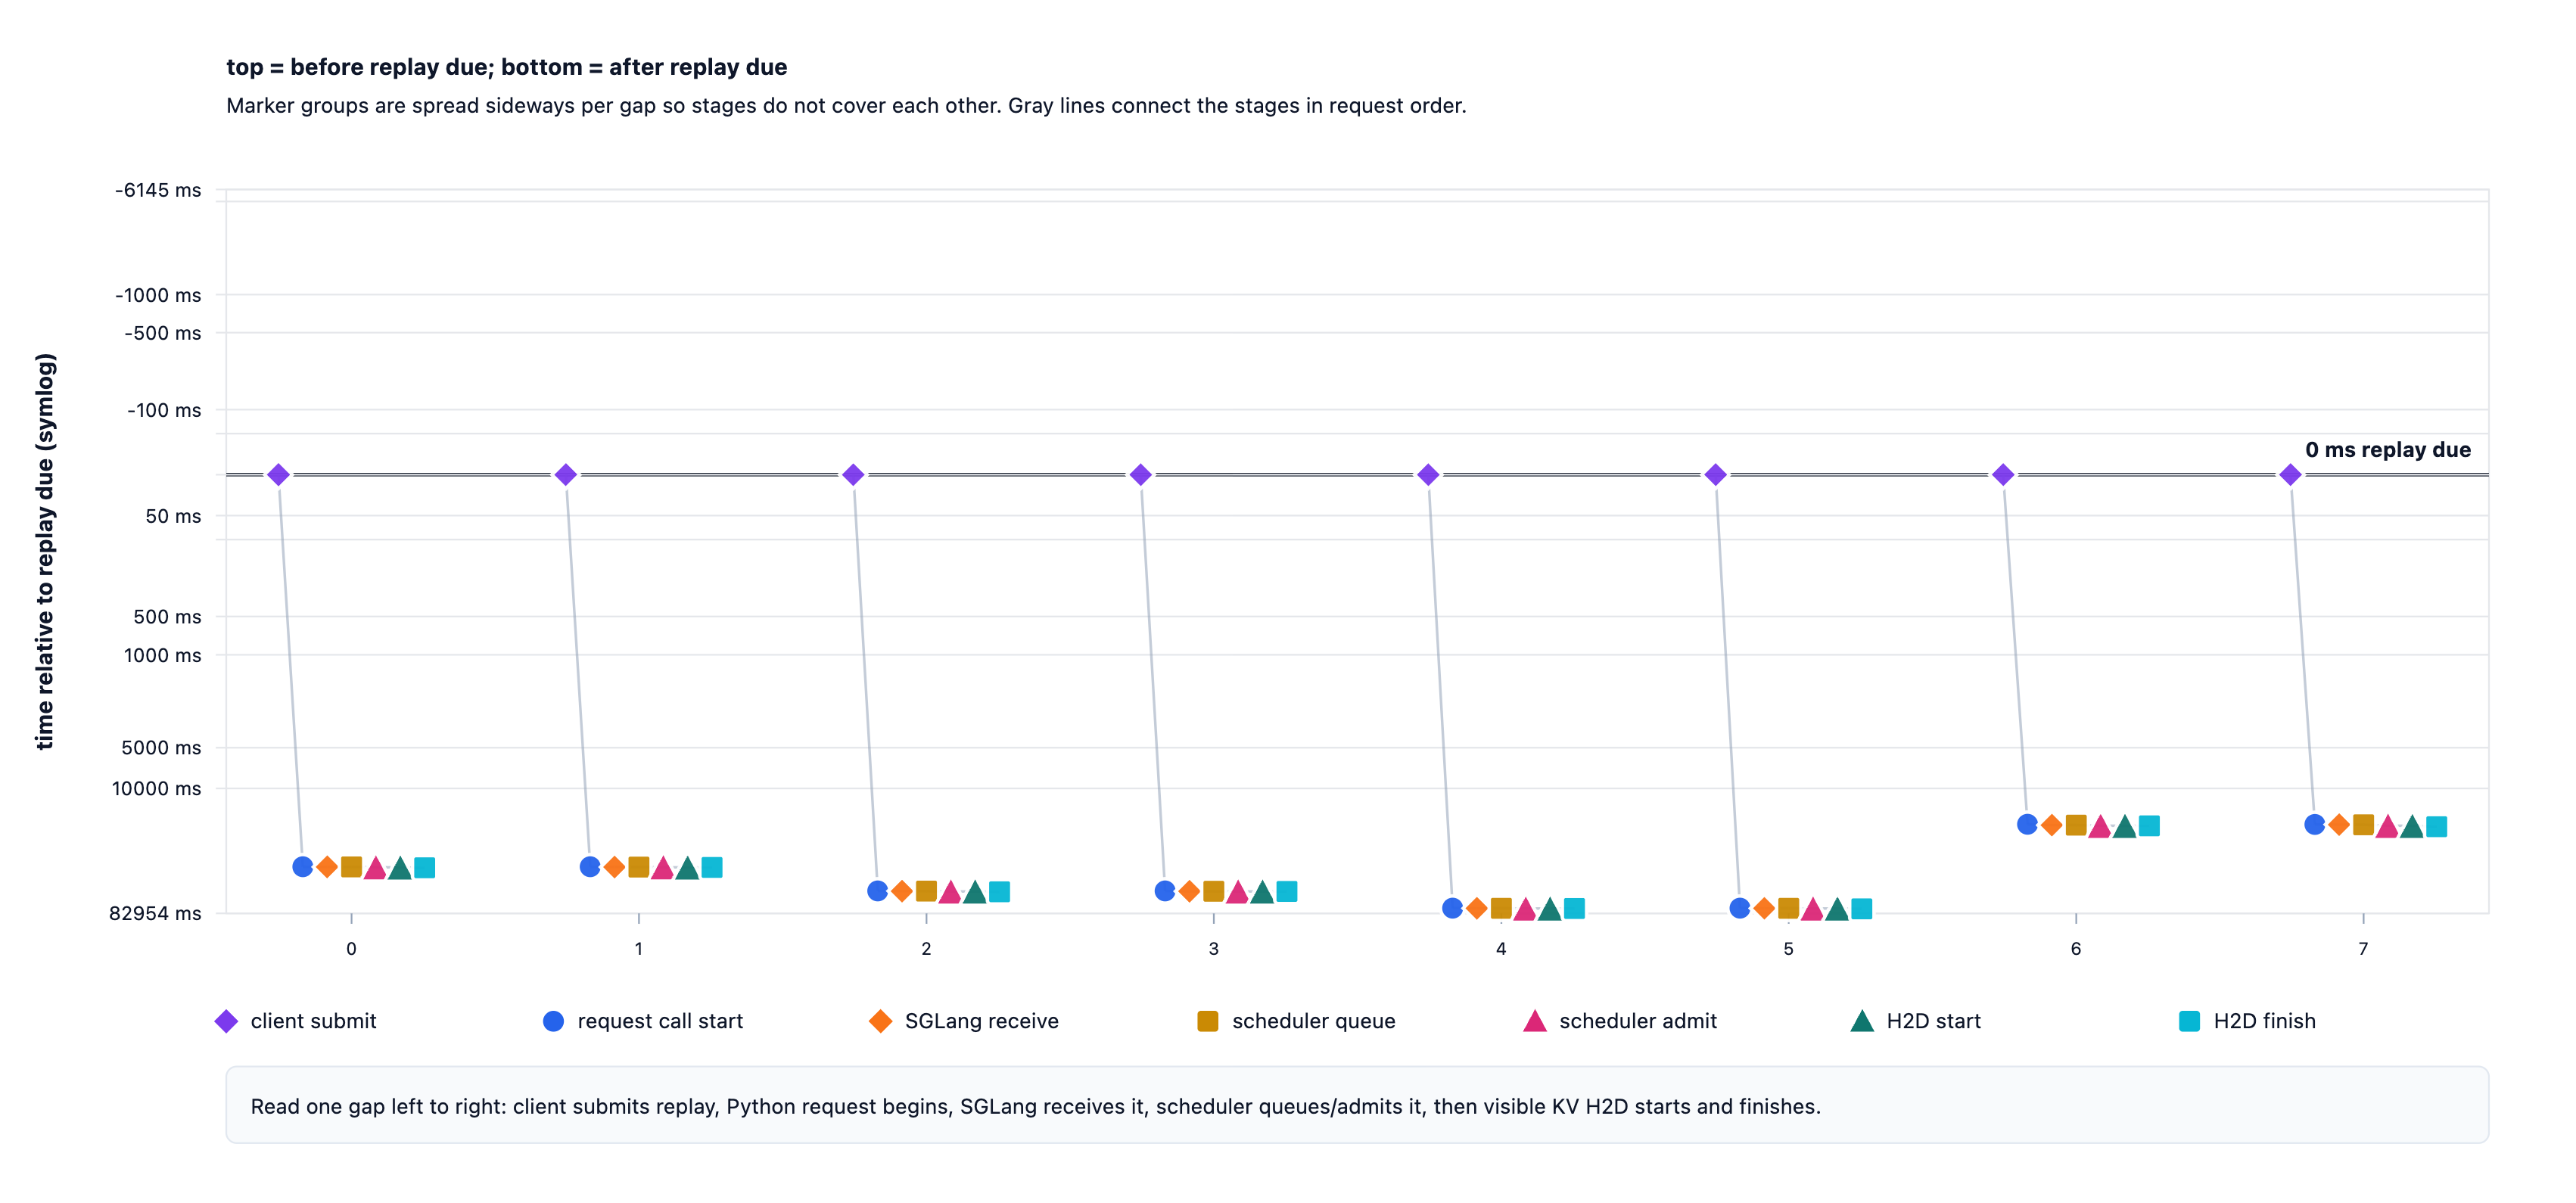 top = before replay due; bottom = after replay due
Marker groups are spread sideways per gap so stages do not cover each other. Gray lines connect the stages in request order.
time relative to replay due (symlog)
-6145 ms
-1000 ms
-500 ms
-100 ms
0 ms replay due
50 ms
500 ms
1000 ms
5000 ms
10000 ms
82954 ms
0 1 2 3 4 5 6 7
client submit request call start SGLang receive scheduler queue scheduler admit H2D start H2D finish
Read one gap left to right: client submits replay, Python request begins, SGLang receives it, scheduler queues/admits it, then visible KV H2D starts and finishes.